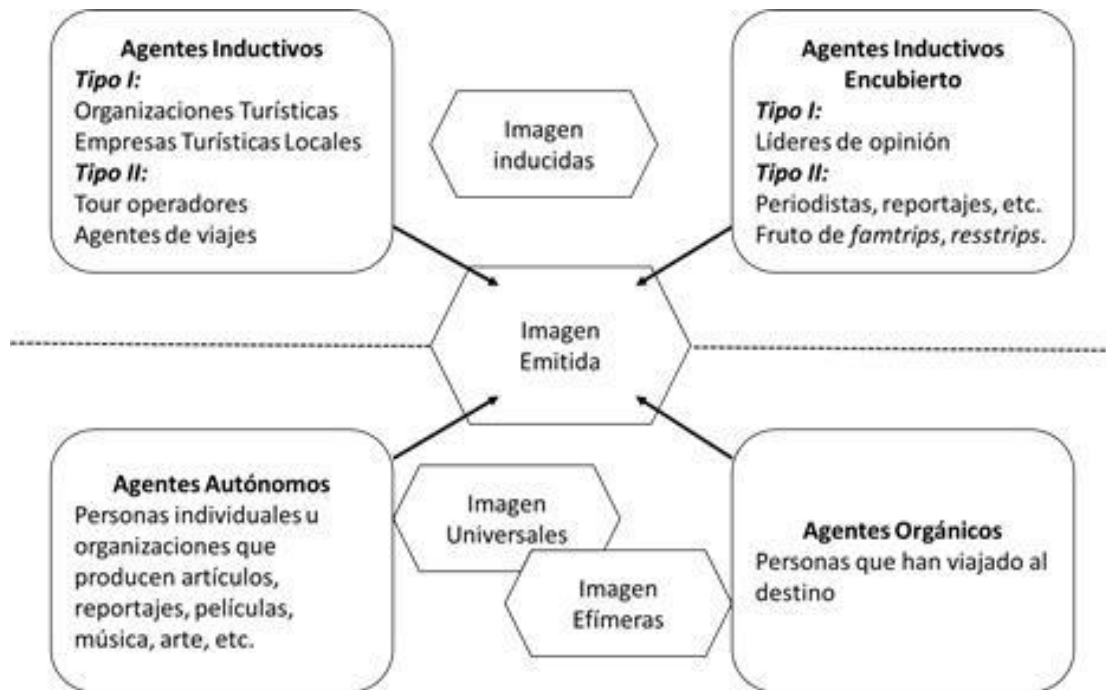 Agentes Inductivos
Tipo I:
Organizaciones Turísticas
Empresas Turísticas Locales
Tipo II:
Tour operadores
Agentes de viajes
Imagen
inducidas
Agentes Inductivos
Encubierto
Tipo I:
Líderes de opinión
Tipo II:
Periodistas, reportajes, etc.
Fruto de famtrips, resstrips.
Imagen
Emitida
Agentes Autónomos
Personas individuales u
organizaciones que
producen artículos,
reportajes, películas,
música, arte, etc.
Imagen
Universales
Imagen
Efímeras
Agentes Orgánicos
Personas que han viajado al
destino